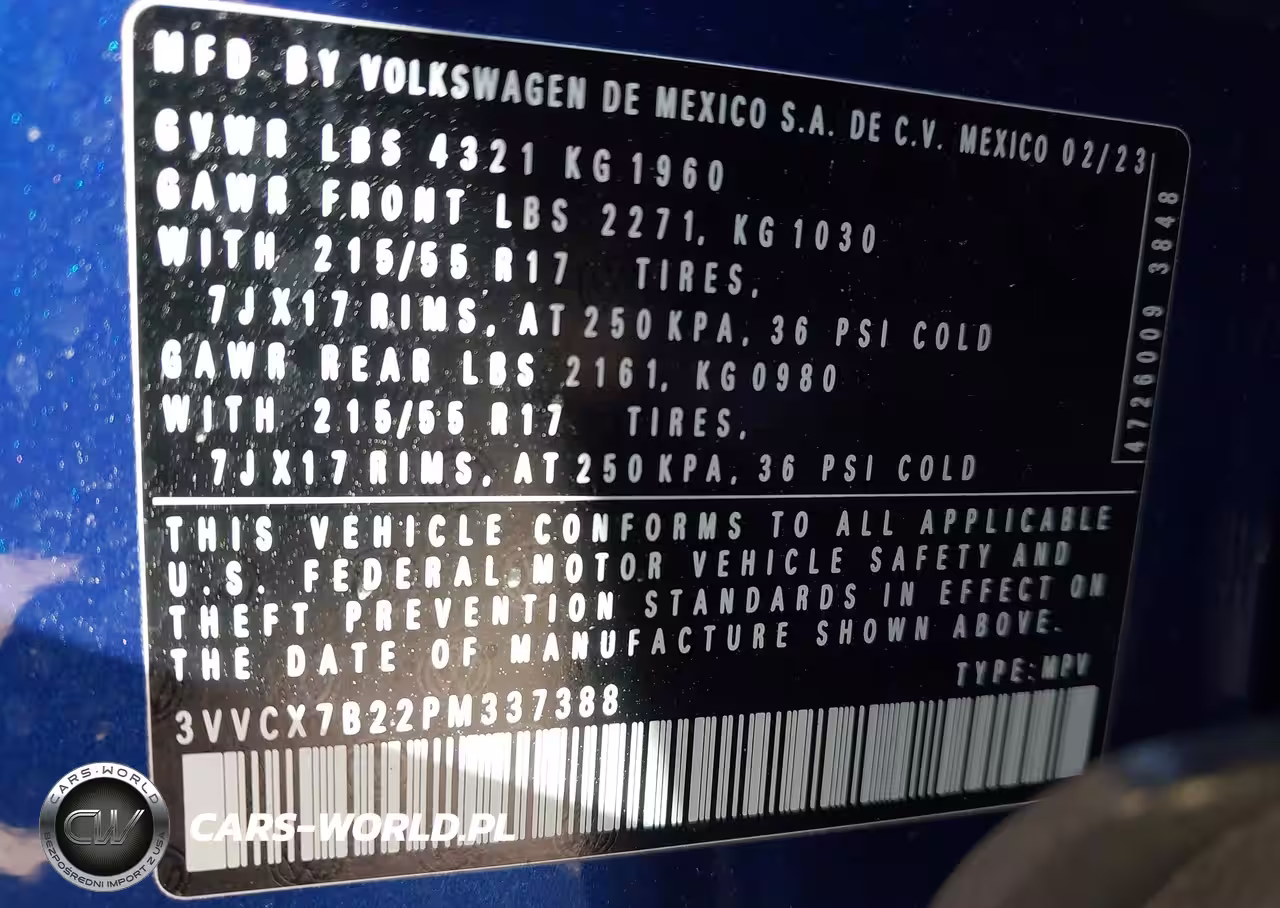 MFD BY VOLKSWAGEN DE MEXICO S.A. DE C.V. MEXICO 02/23
GVWR LBS 4321 KG 1960
GAWR FRONT LBS 2271, KG 1030
WITH 215/55 R17 TIRES,
7JX17 RIMS, AT 250 KPA, 36 PSI COLD
GAWR REAR LBS 2161, KG 0980
WITH 215/55 R17 TIRES,
7JX17 RIMS, AT 250 KPA, 36 PSI COLD
4726009 3848
THIS VEHICLE CONFORMS TO ALL APPLICABLE
U.S. FEDERAL MOTOR VEHICLE SAFETY AND
THEFT PREVENTION STANDARDS IN EFFECT ON
THE DATE OF MANUFACTURE SHOWN ABOVE.
TYPE: MPV
3VVCX7B22PM337388
CARS-WORLD
CW
BEZPOŚREDNI IMPORT Z USA
CARS-WORLD.PL